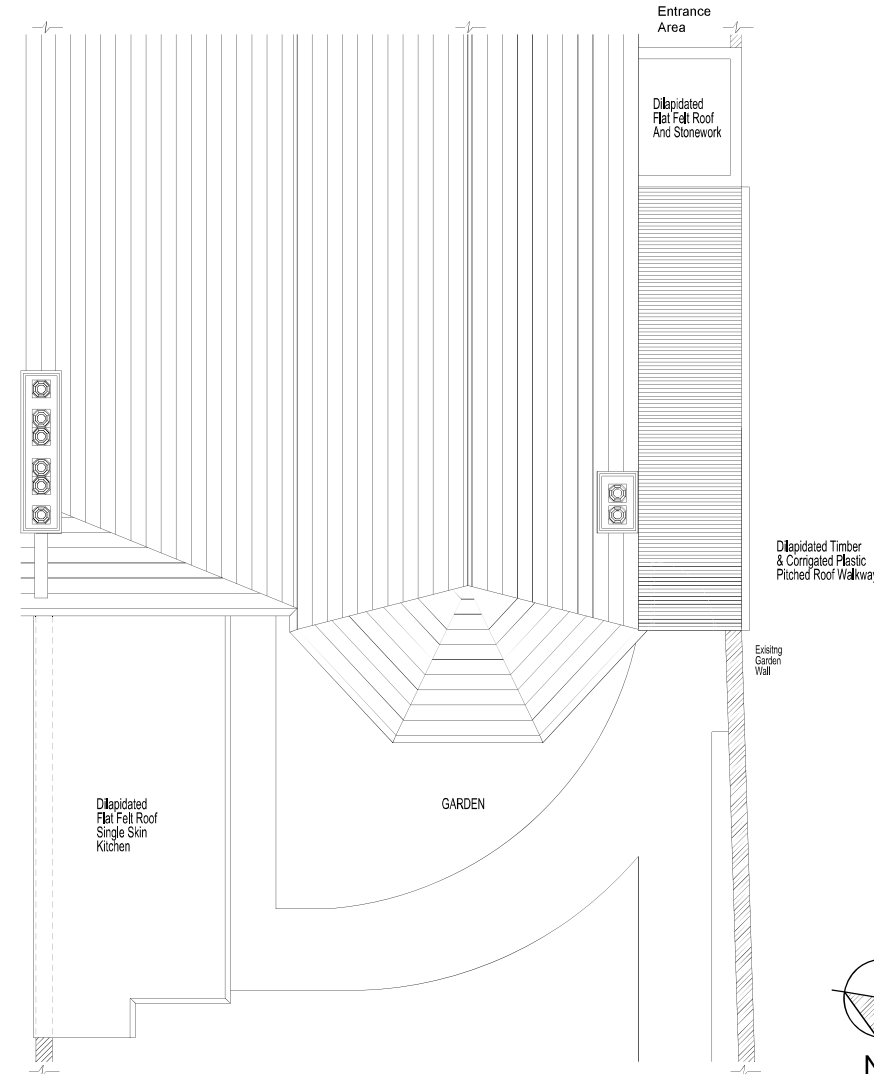 Entrance
Area
Dilapidated
Flat Felt Roof
And Stonework
Dilapidated Timber
& Corrigated Plastic
Pitched Roof Walkway
Exisitng
Garden
Wall
Dilapidated
Flat Felt Roof
Single Skin
Kitchen
GARDEN
N